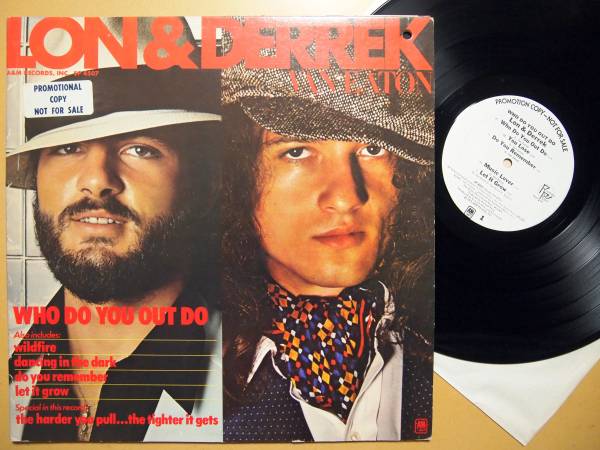 LON & DERREK
VAN EATON
A&M RECORDS, INC. SP 4507
PROMOTIONAL
COPY
NOT FOR SALE
WHO DO YOU OUT DO
Also includes:
wildfire
dancing in the dark
do you remember
let it grow
Special in this record:
the harder you pull...the tighter it gets
A&M
PROMOTION COPY-NOT FOR SALE
WHO DO YOU OUT DO
Lon & Derrek
Who Do You Out Do
You Lose
Do You Remember
Music Lover
Let It Grow
A&M
1